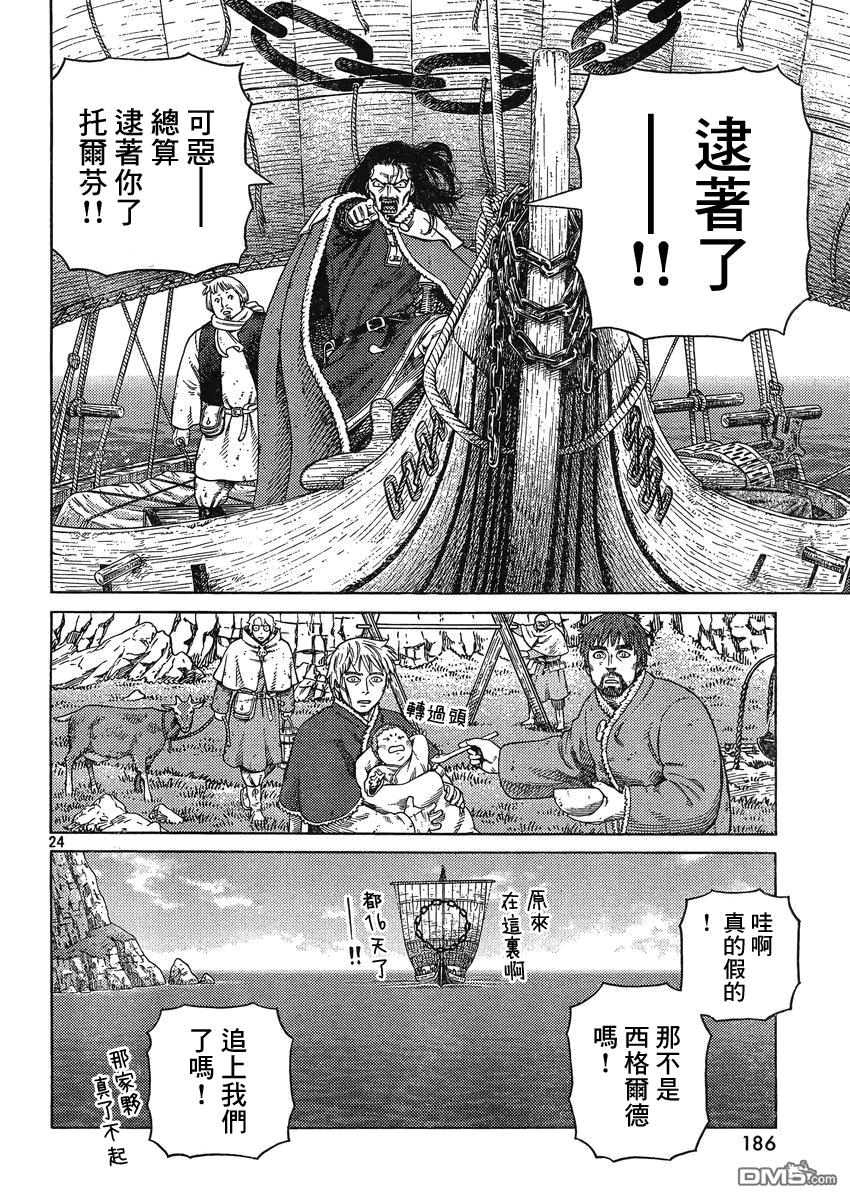 逮著了
——!!
可惡——
總算
逮著你了
托爾芬!!
轉過頭
24
哇啊
真的假的
!
那不是
西格爾德
嗎!
原來
在這裏啊
都16天了
——!!
追上我們
了嗎!
那家夥
真了不起
186
DM5.com